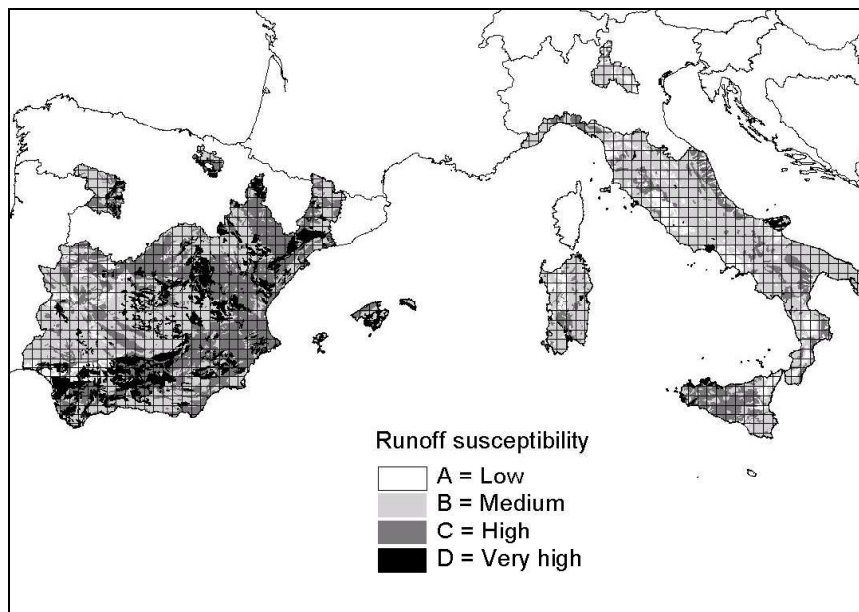 Runoff susceptibility
A = Low
B = Medium
C = High
D = Very high